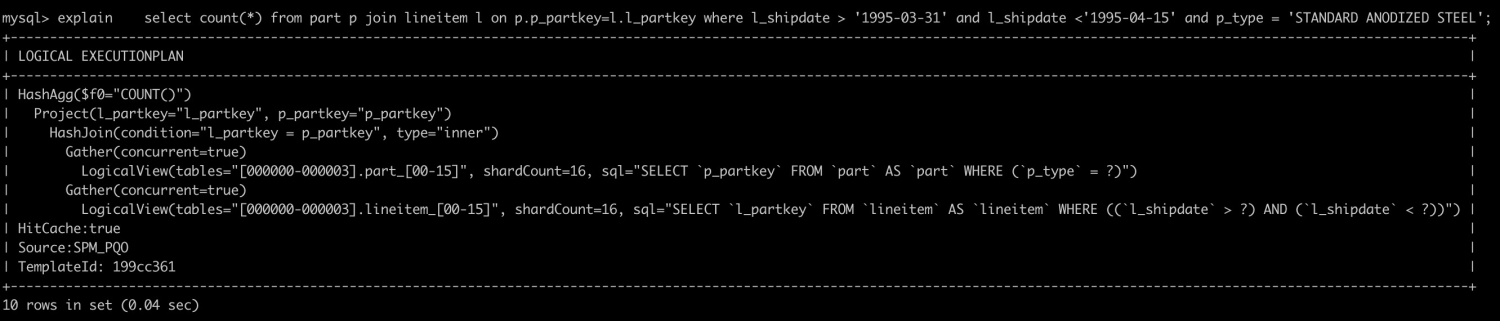 mysql> explain    select count(*) from part p join lineitem l on p.p_partkey=l.l_partkey where l_shipdate > '1995-03-31' and l_shipdate <'1995-04-15' and p_type = 'STANDARD ANODIZED STEEL';
+---------------------------------------------------------------------------------------------------------------------------------------------------------------------------------------+
| LOGICAL EXECUTIONPLAN                                                                                                                                                                 |
+---------------------------------------------------------------------------------------------------------------------------------------------------------------------------------------+
| HashAgg($f0="COUNT()")                                                                                                                                                                |
|   Project(l_partkey="l_partkey", p_partkey="p_partkey")                                                                                                                               |
|     HashJoin(condition="l_partkey = p_partkey", type="inner")                                                                                                                         |
|       Gather(concurrent=true)                                                                                                                                                         |
|         LogicalView(tables="[000000-000003].part_[00-15]", shardCount=16, sql="SELECT `p_partkey` FROM `part` AS `part` WHERE (`p_type` = ?)")                                        |
|       Gather(concurrent=true)                                                                                                                                                         |
|         LogicalView(tables="[000000-000003].lineitem_[00-15]", shardCount=16, sql="SELECT `l_partkey` FROM `lineitem` AS `lineitem` WHERE ((`l_shipdate` > ?) AND (`l_shipdate` < ?))") |
| HitCache:true                                                                                                                                                                         |
| Source:SPM_PQO                                                                                                                                                                        |
| TemplateId: 199cc361                                                                                                                                                                  |
+---------------------------------------------------------------------------------------------------------------------------------------------------------------------------------------+
10 rows in set (0.04 sec)